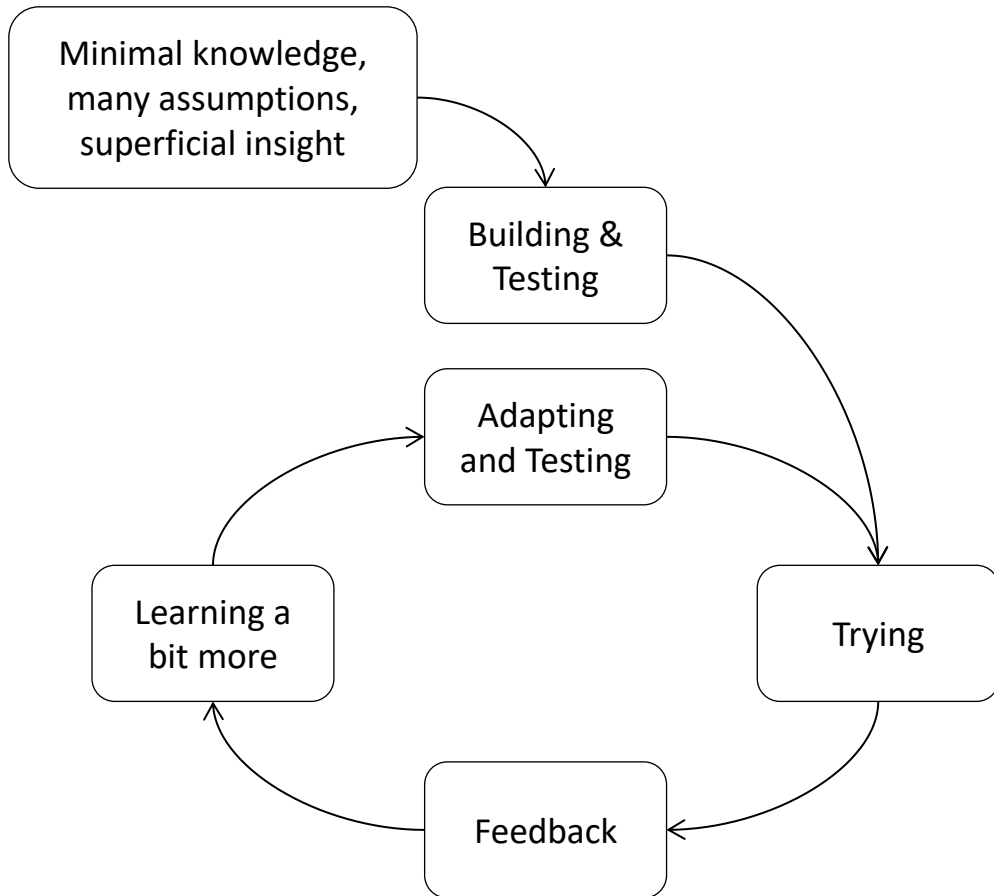 Minimal knowledge,
many assumptions,
superficial insight
Building &
Testing
Adapting
and Testing
Learning a
bit more
Trying
Feedback